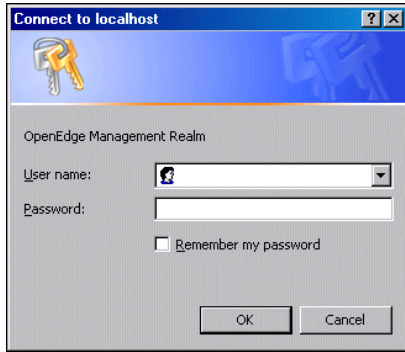 Connect to localhost
OpenEdge Management Realm
User name:
Password:
Remember my password
OK
Cancel